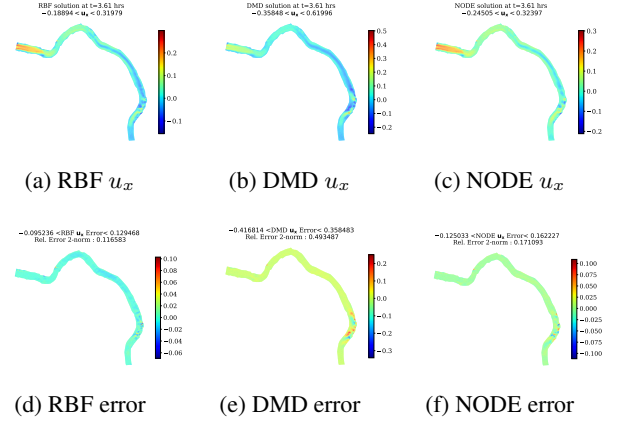 RBF solution at t=3.61 hrs
−0.18894 < uₓ < 0.31979
0.2
0.1
0.0
−0.1
(a) RBF uₓ
DMD solution at t=3.61 hrs
−0.35848 < uₓ < 0.61996
0.5
0.4
0.3
0.2
0.1
0.0
−0.1
−0.2
(b) DMD uₓ
NODE solution at t=3.61 hrs
−0.24505 < uₓ < 0.32397
0.3
0.2
0.1
0.0
−0.1
−0.2
(c) NODE uₓ
−0.095236 <RBF uₓ Error< 0.129468
Rel. Error 2-norm : 0.116583
0.10
0.08
0.06
0.04
0.02
0.00
−0.02
−0.04
−0.06
(d) RBF error
−0.416814 <DMD uₓ Error< 0.358483
Rel. Error 2-norm : 0.493487
0.2
0.1
0.0
−0.1
−0.2
−0.3
(e) DMD error
−0.125033 <NODE uₓ Error< 0.162227
Rel. Error 2-norm : 0.171093
0.100
0.075
0.050
0.025
0.000
−0.025
−0.050
−0.075
−0.100
(f) NODE error